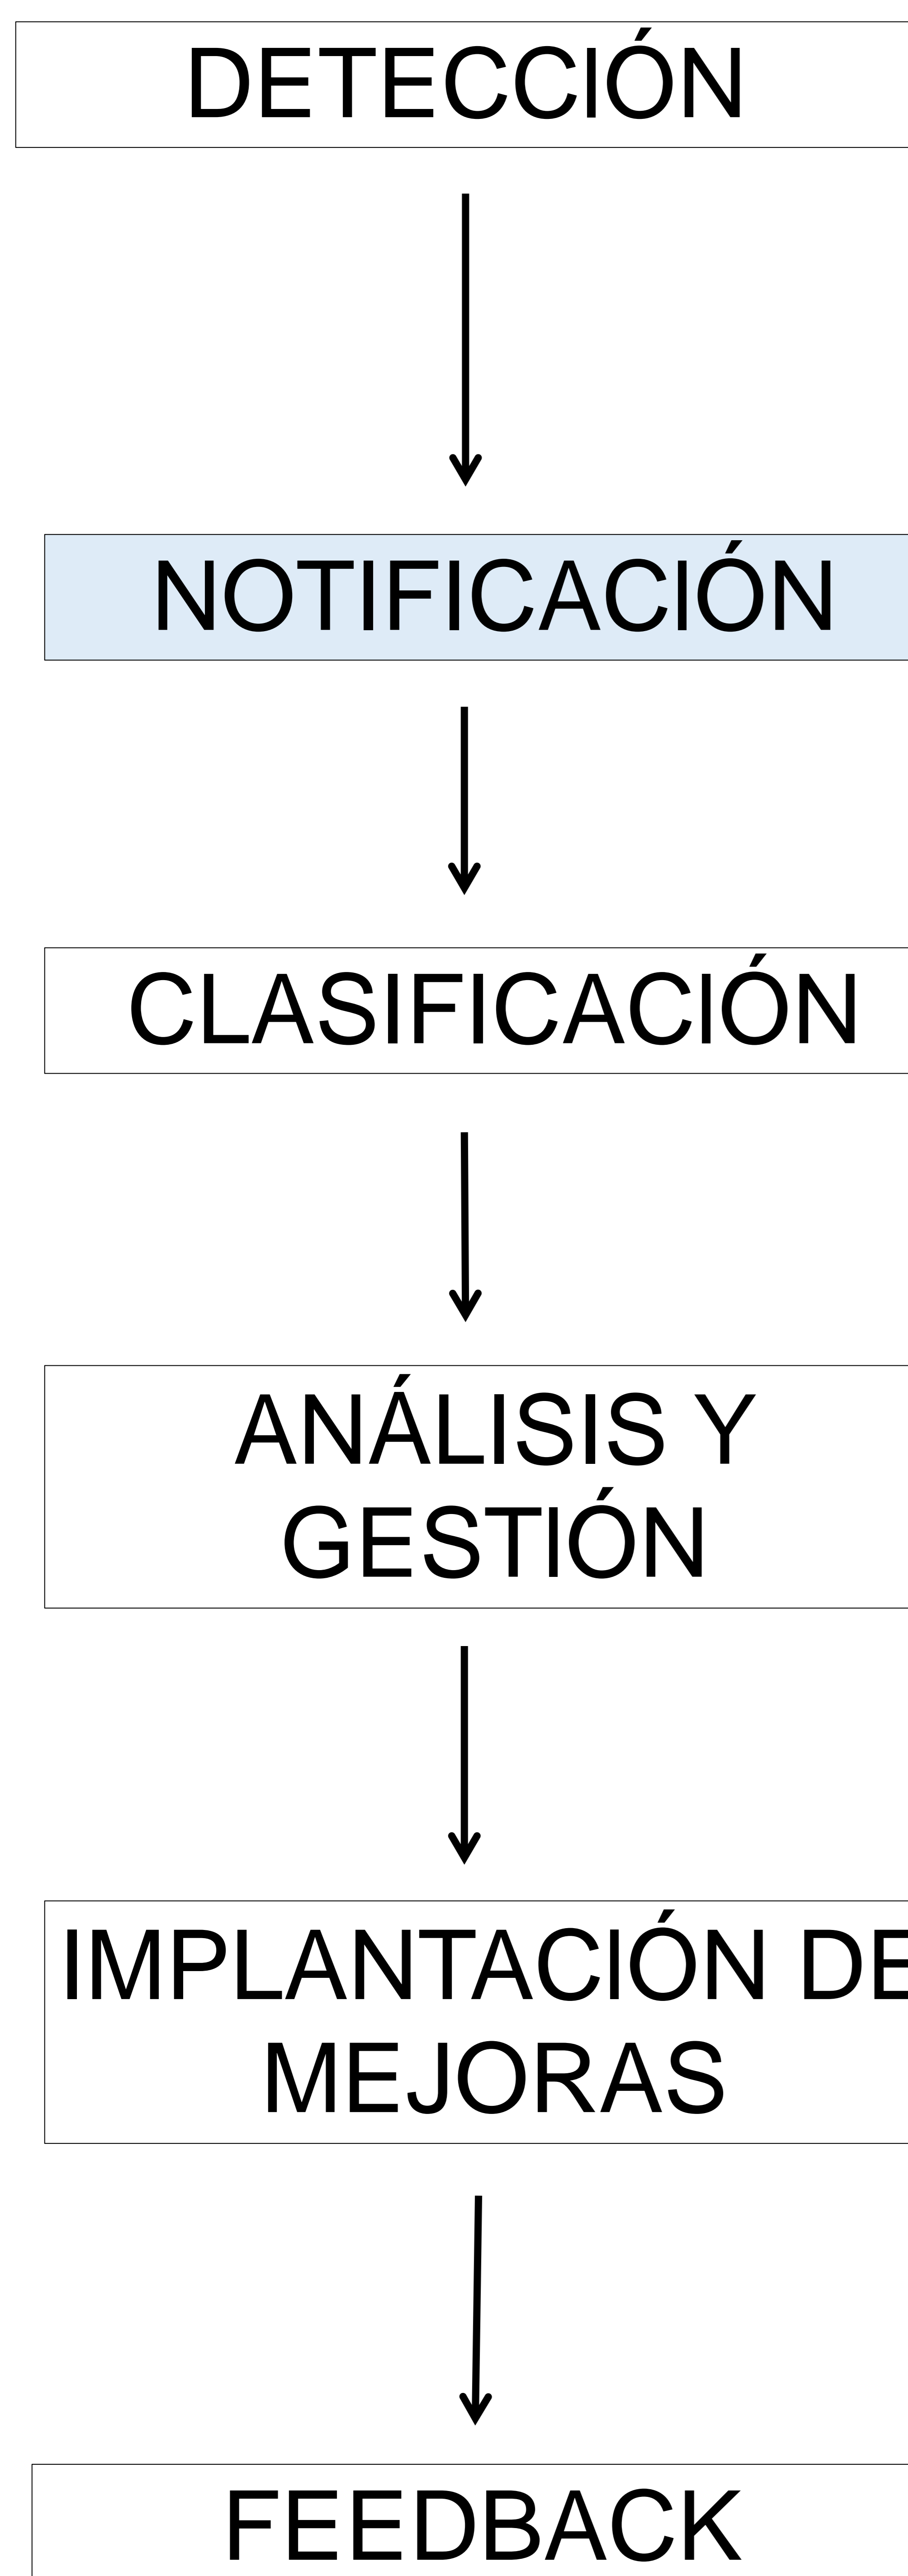 DETECCIÓN
NOTIFICACIÓN
CLASIFICACIÓN
ANÁLISIS Y
GESTIÓN
IMPLANTACIÓN DE
MEJORAS
FEEDBACK